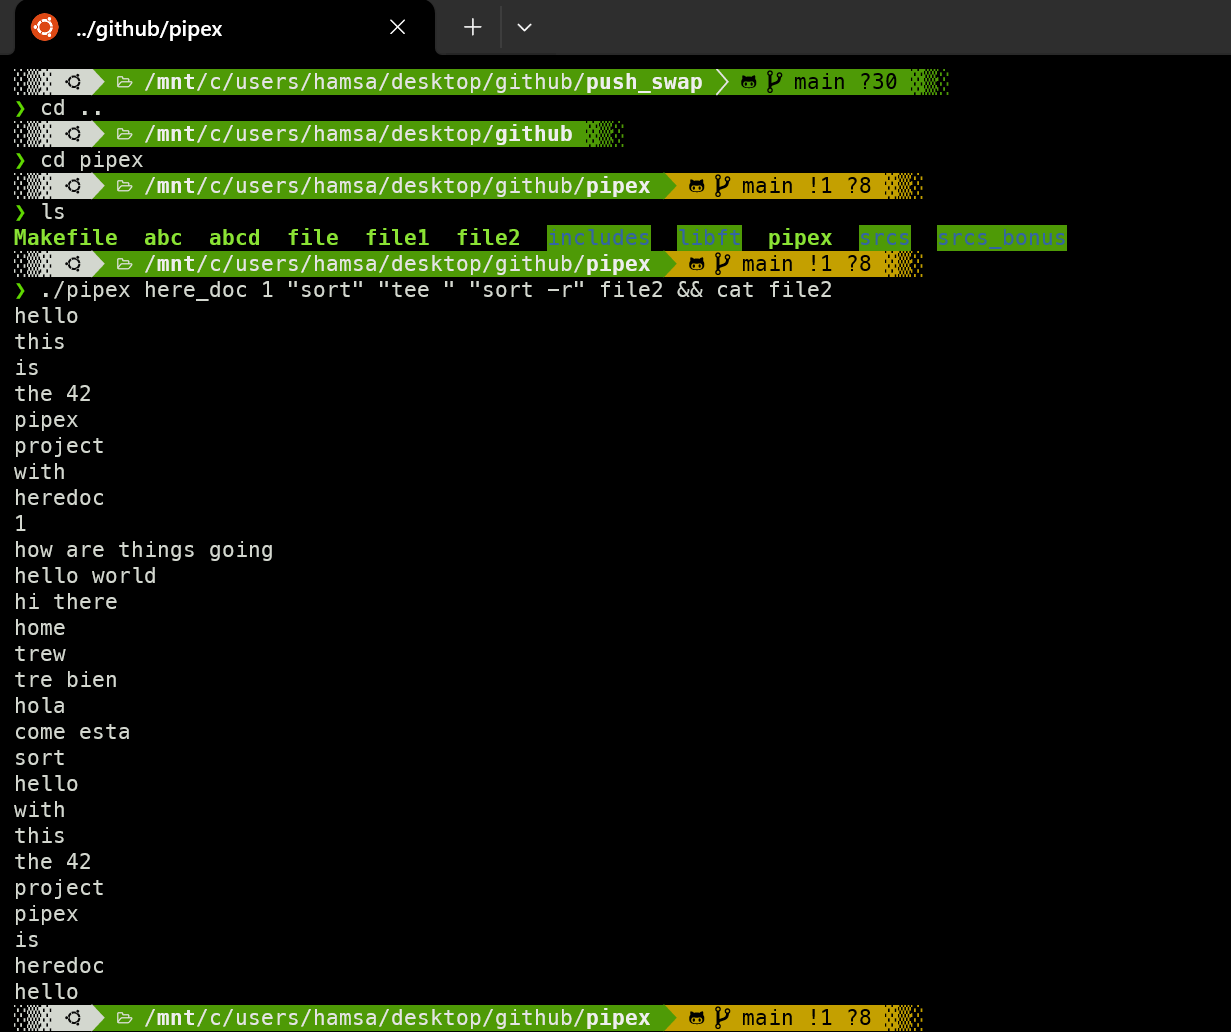 ../github/pipex
/mnt/c/users/hamsa/desktop/github/push_swap main ?30
❯ cd ..
/mnt/c/users/hamsa/desktop/github
❯ cd pipex
/mnt/c/users/hamsa/desktop/github/pipex main !1 ?8
❯ ls
Makefile abc abcd file file1 file2 includes libft pipex srcs srcs_bonus
/mnt/c/users/hamsa/desktop/github/pipex main !1 ?8
❯ ./pipex here_doc 1 "sort" "tee " "sort -r" file2 && cat file2
hello
this
is
the 42
pipex
project
with
heredoc
1
how are things going
hello world
hi there
home
trew
tre bien
hola
come esta
sort
hello
with
this
the 42
project
pipex
is
heredoc
hello
/mnt/c/users/hamsa/desktop/github/pipex main !1 ?8